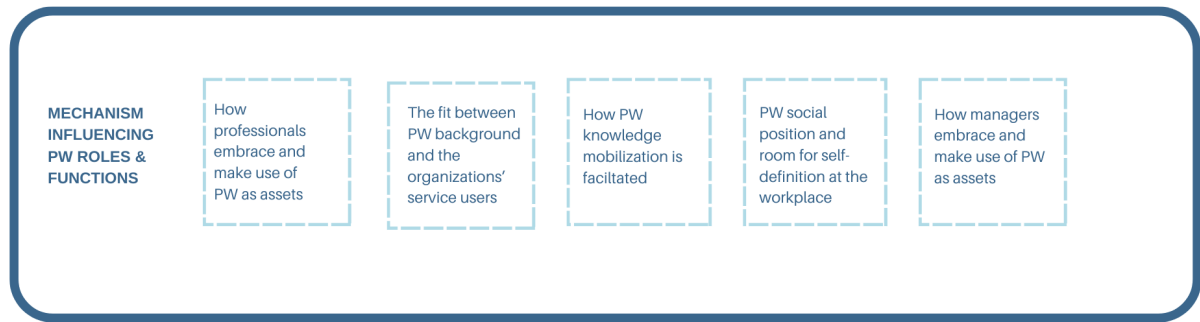 MECHANISM
INFLUENCING
PW ROLES &
FUNCTIONS
How
professionals
embrace and
make use of
PW as assets
The fit between
PW background
and the
organizations’
service users
How PW
knowledge
mobilization is
faciltated
PW social
position and
room for self-
definition at the
workplace
How managers
embrace and
make use of PW
as assets